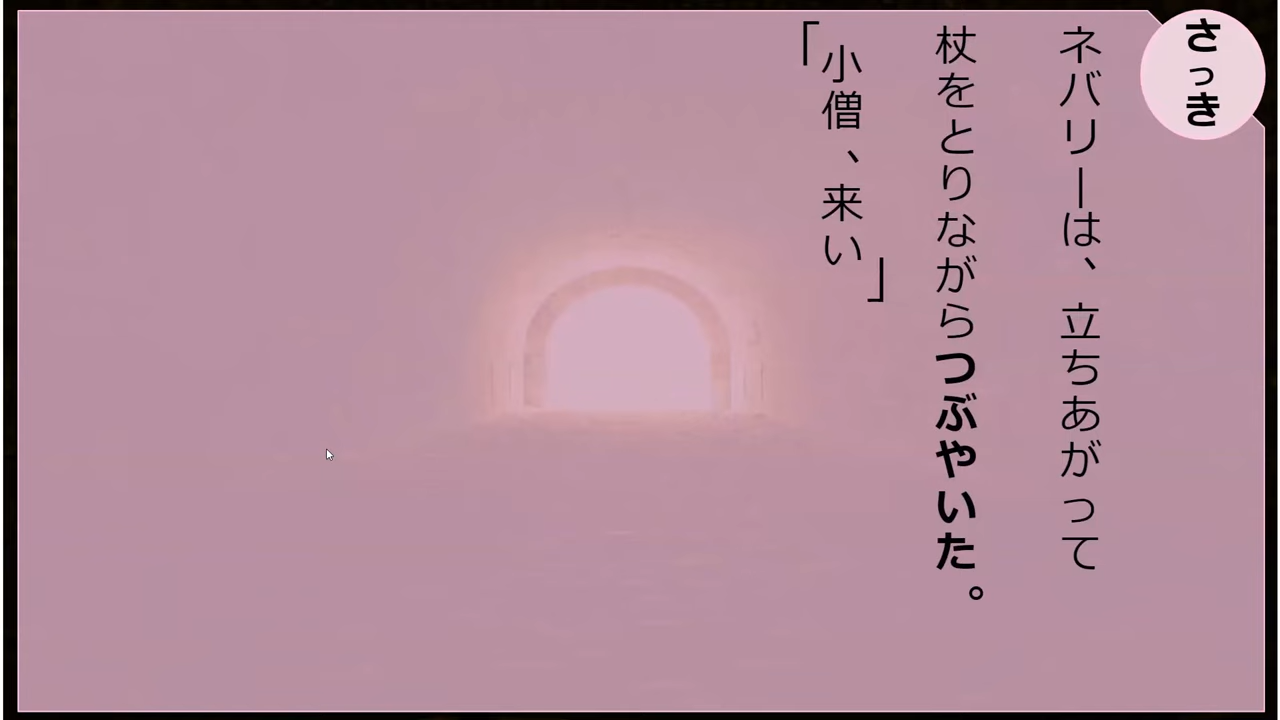 さっき
ネバリーは、立ちあがって
杖をとりながらつぶやいた。
「小僧、来い」